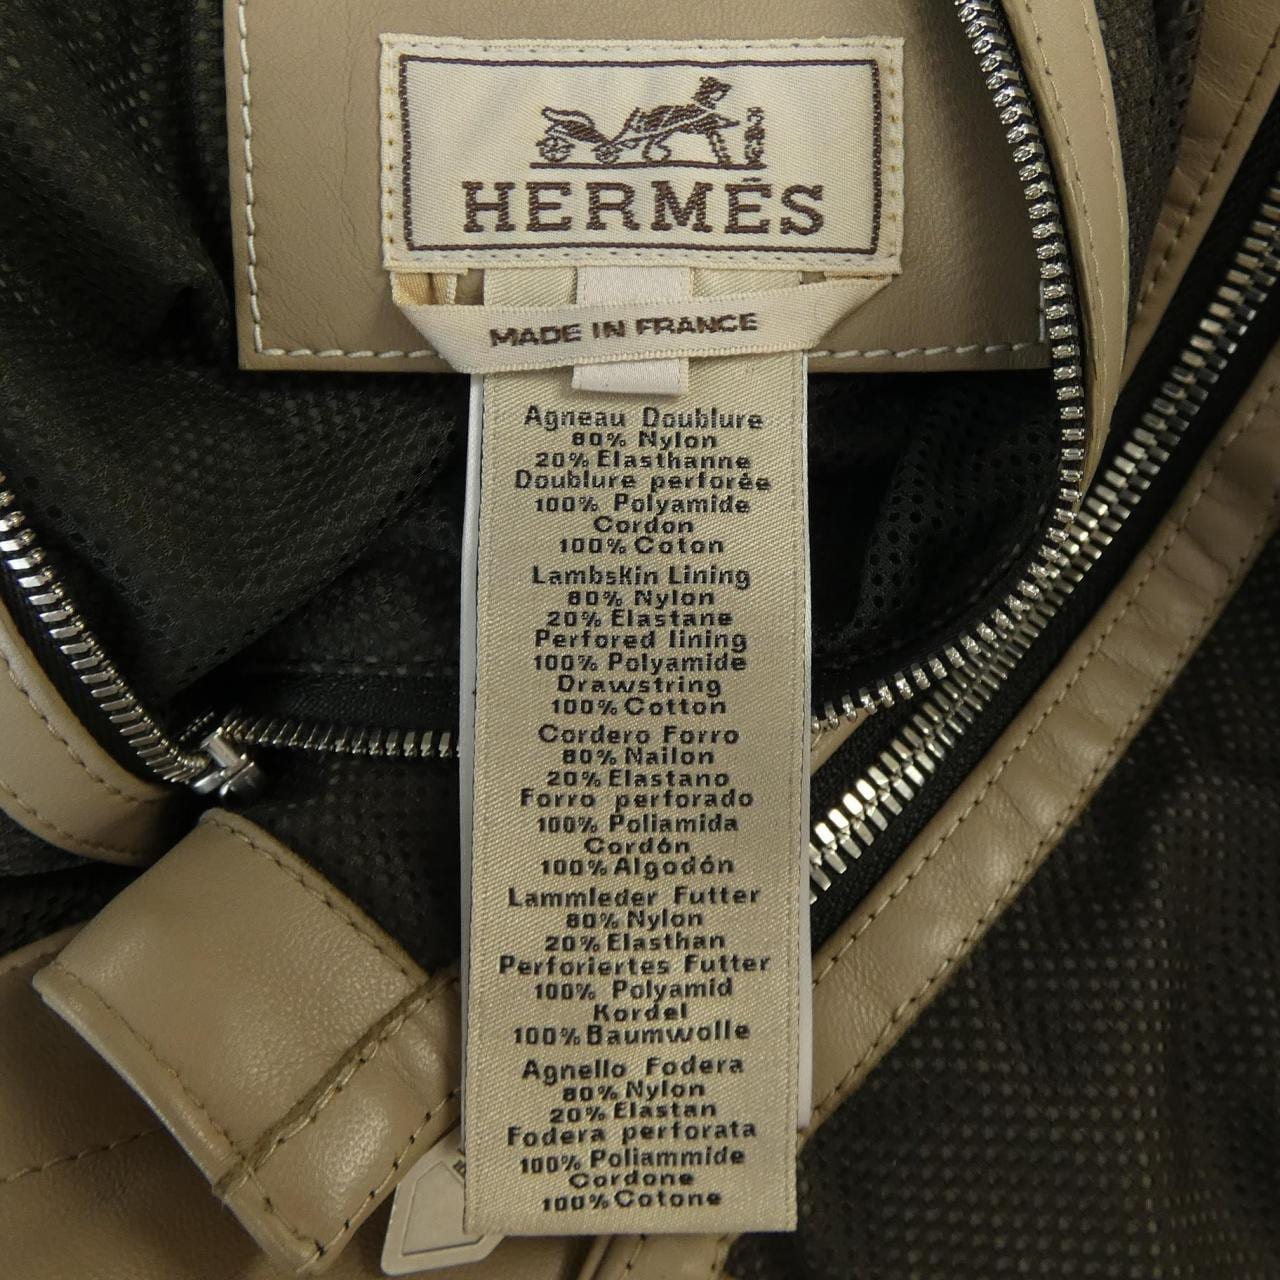 HERMÈS
MADE IN FRANCE
Agneau Doublure
80% Nylon
20% Elasthanne
Doublure perforée
100% Polyamide
Cordon
100% Coton
Lambskin Lining
80% Nylon
20% Elastane
Perfored lining
100% Polyamide
Drawstring
100% Cotton
Cordero Forro
80% Nailon
20% Elastano
Forro perforado
100% Poliamida
Cordón
100% Algodón
Lammleder Futter
80% Nylon
20% Elasthan
Perforiertes Futter
100% Polyamid
Kordel
100% Baumwolle
Agnello Fodera
80% Nylon
20% Elastan
Fodera perforata
100% Poliammide
Cordone
100% Cotone